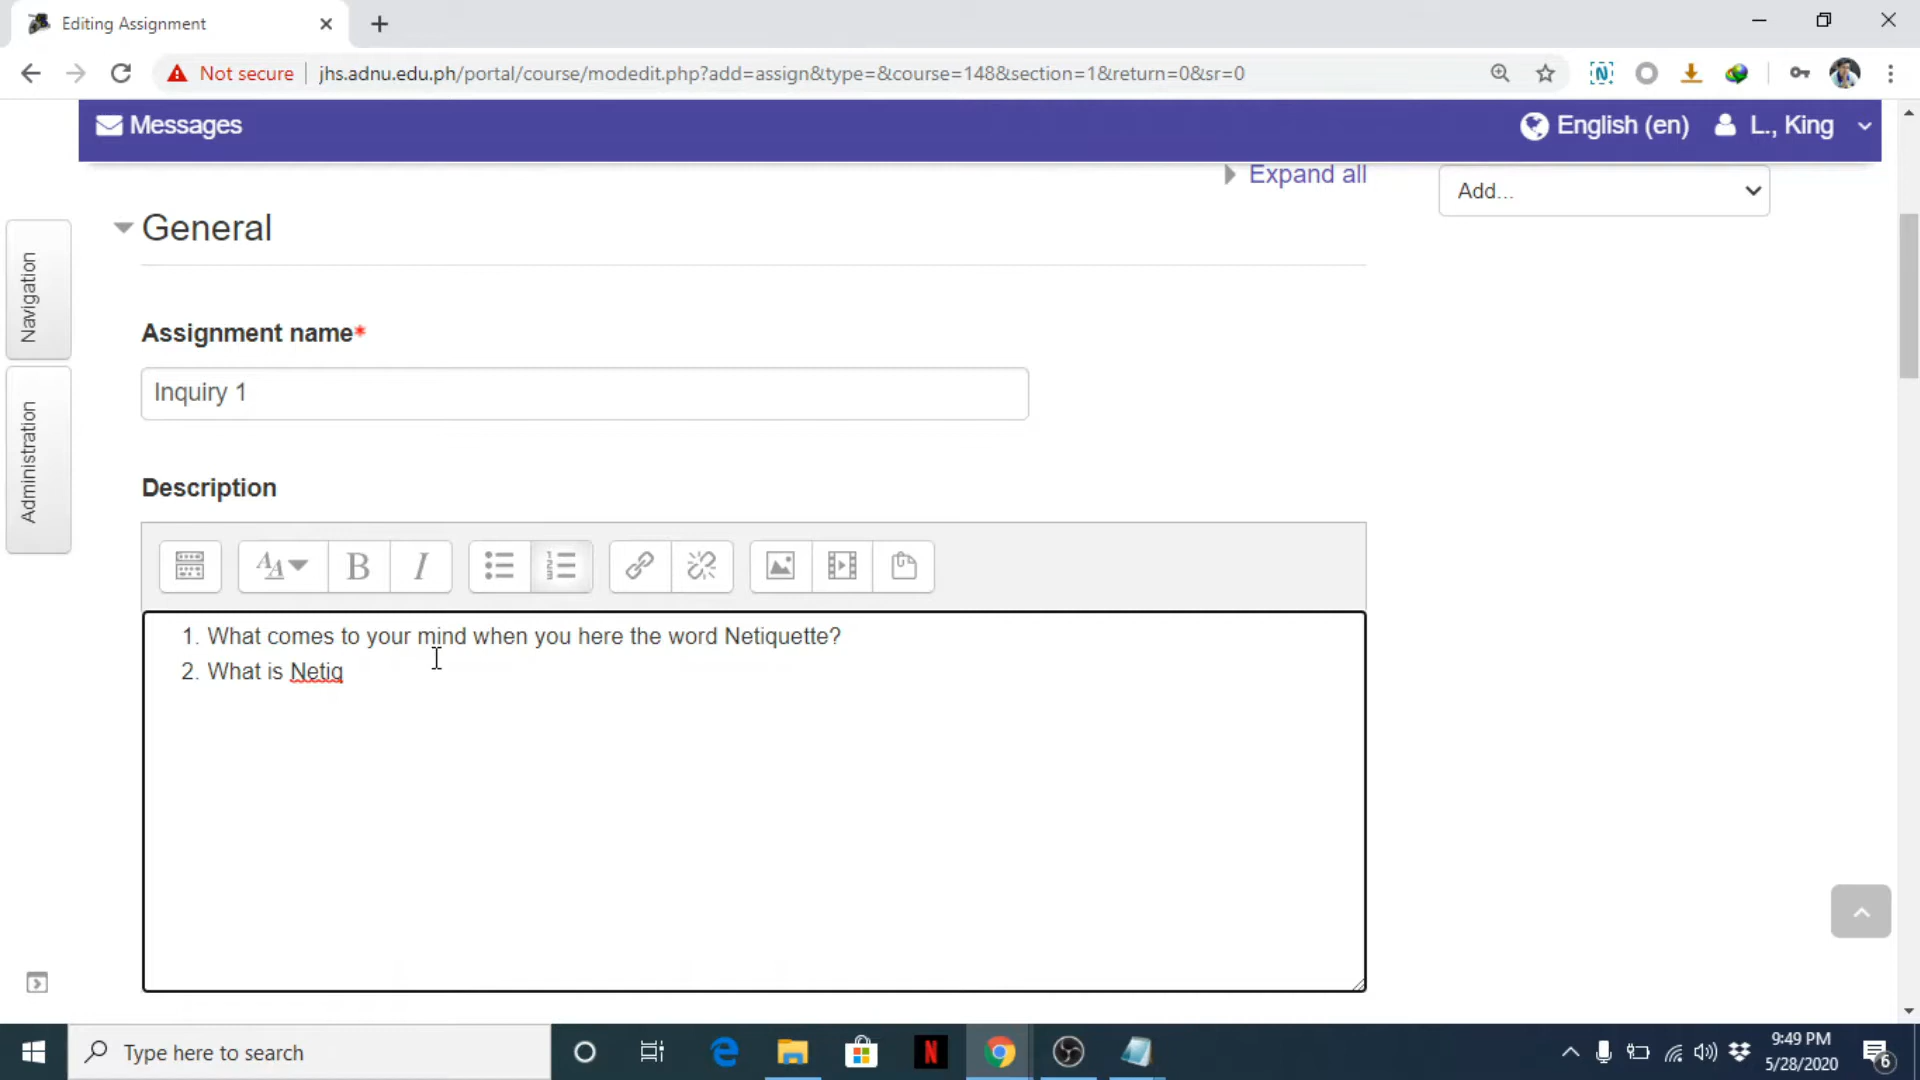 Editing Assignment
Not secure
jhs.adnu.edu.ph/portal/course/modedit.php?add=assign&type=&course=148&section=1&return=0&sr=0
Messages
English (en)
L., King
Expand all
Add...
General
Navigation
Administration
Assignment name*
Inquiry 1
Description
1. What comes to your mind when you here the word Netiquette?
2. What is Netiq
Type here to search
9:49 PM
5/28/2020
6